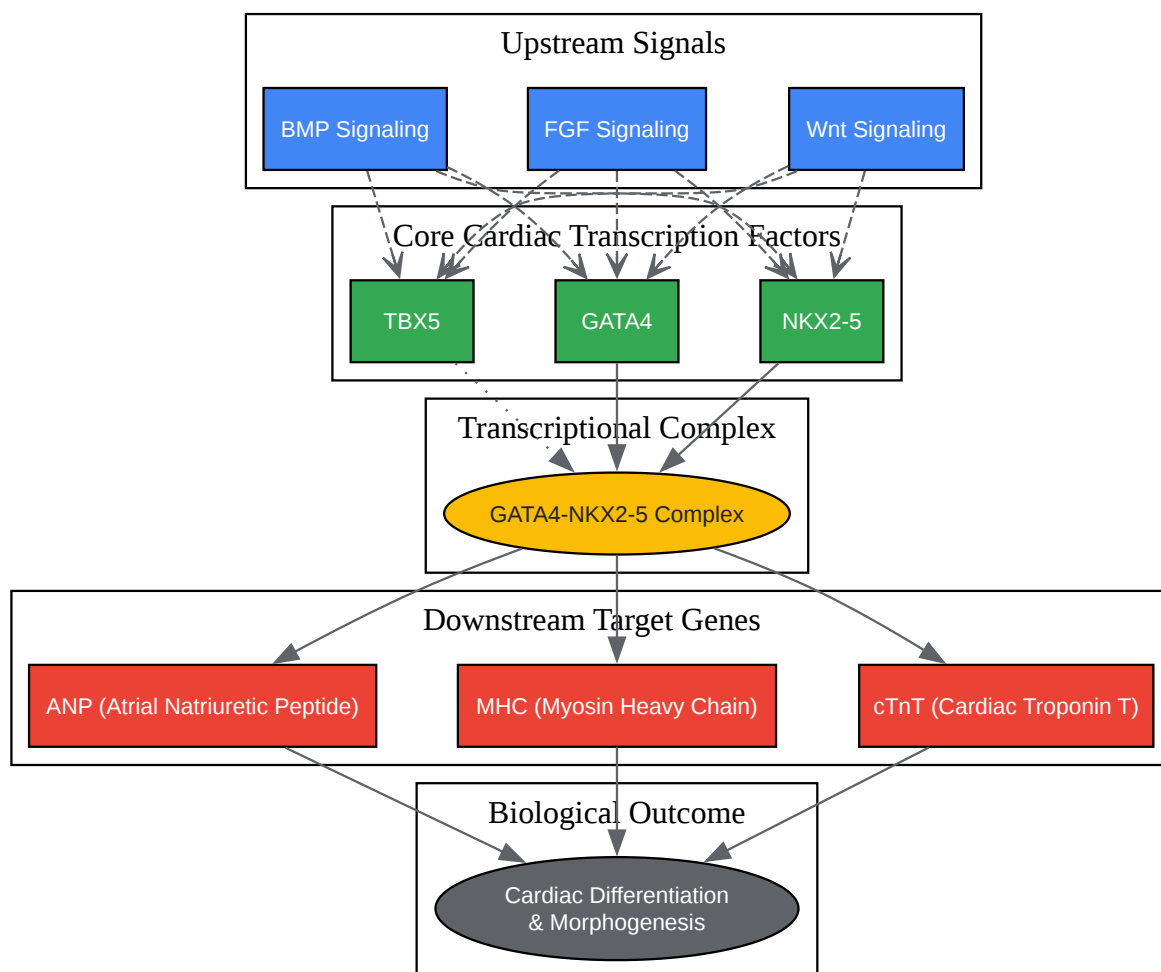 Upstream Signals
BMP Signaling
FGF Signaling
Wnt Signaling
Core Cardiac Transcription Factors
TBX5
GATA4
NKX2-5
Transcriptional Complex
GATA4-NKX2-5 Complex
Downstream Target Genes
ANP (Atrial Natriuretic Peptide)
MHC (Myosin Heavy Chain)
cTnT (Cardiac Troponin T)
Biological Outcome
Cardiac Differentiation
& Morphogenesis